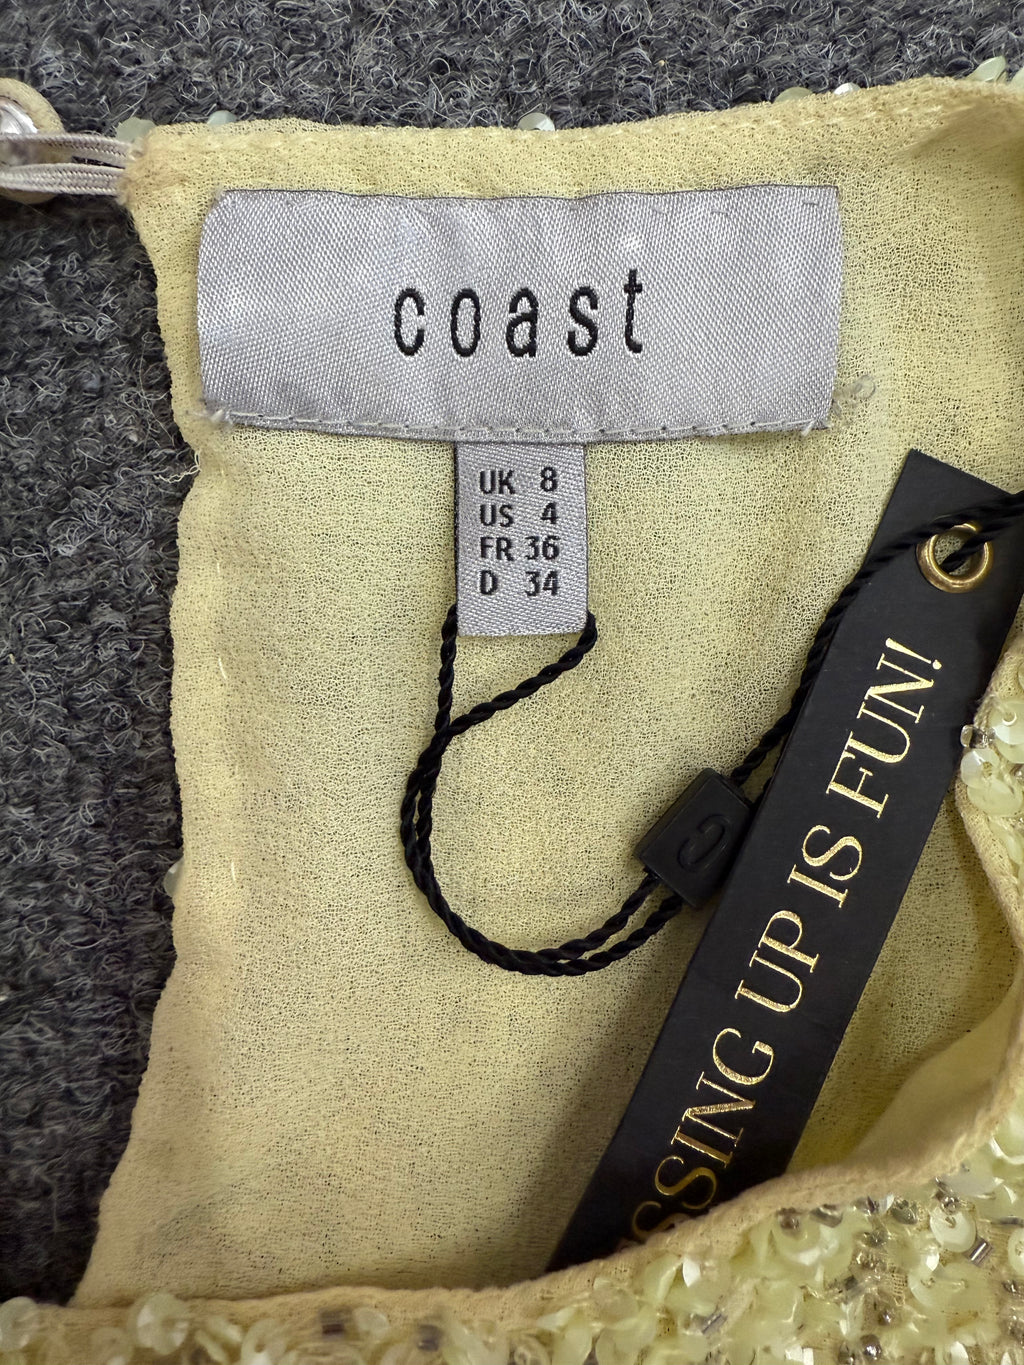 coast
UK 8
US 4
FR 36
D 34
SSING UP IS FUN!